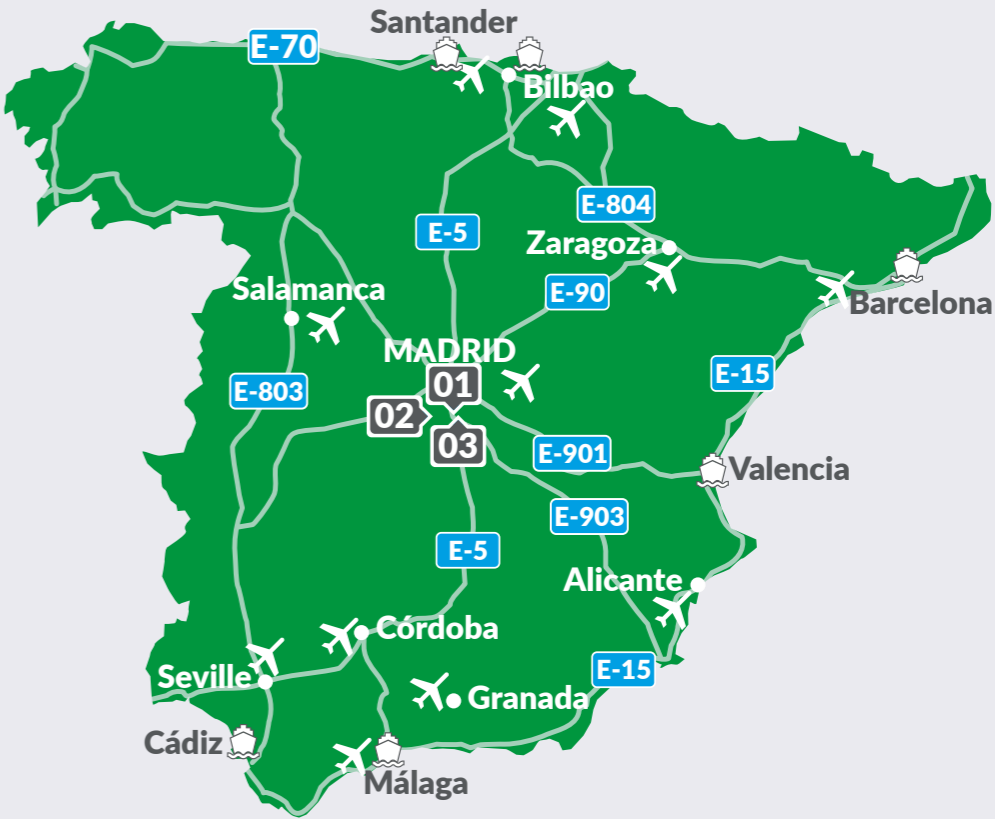 Santander
E-70
Bilbao
E-804
E-5
Zaragoza
E-90
Salamanca
Barcelona
MADRID
E-15
01
E-803
02
03
E-901
Valencia
E-903
E-5
Alicante
Córdoba
E-15
Seville
Granada
Cádiz
Málaga